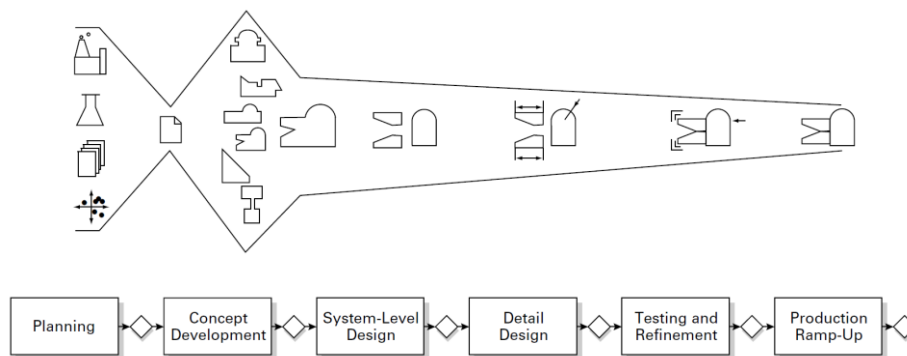 Planning
Concept
Development
System-Level
Design
Detail
Design
Testing and
Refinement
Production
Ramp-Up